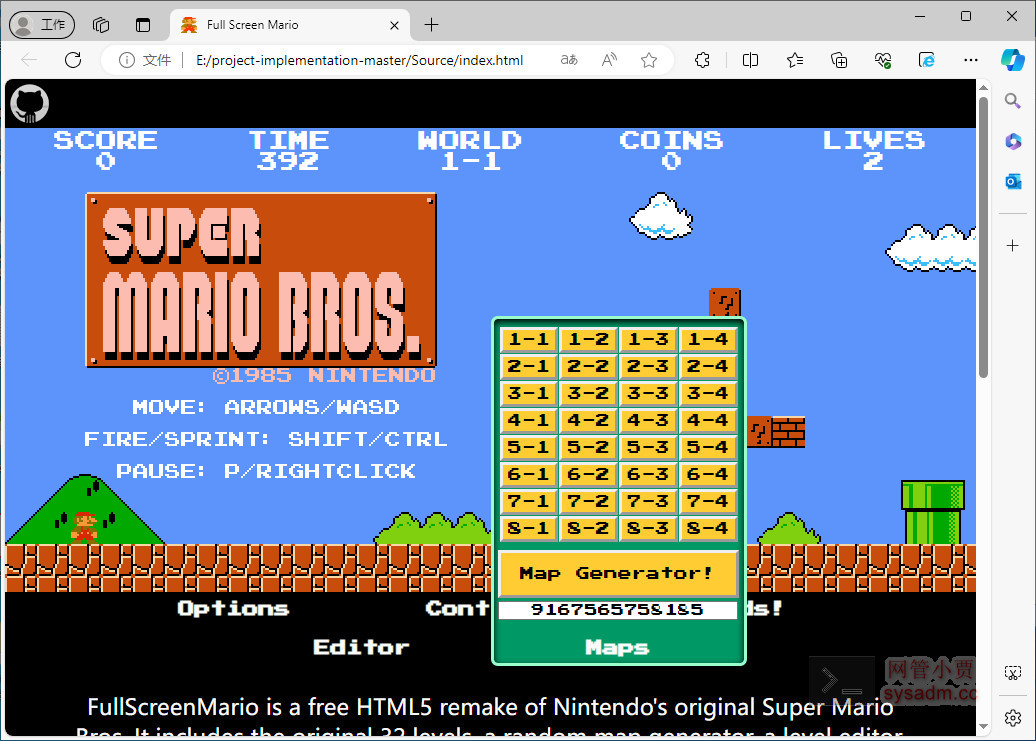 工作
Full Screen Mario
文件
E:/project-implementation-master/Source/index.html
SCORE TIME WORLD COINS LIVES
0 392 1-1 0 2
SUPER
MARIO BROS.
©1985 NINTENDO
MOVE: ARROWS/WASD
FIRE/SPRINT: SHIFT/CTRL
PAUSE: P/RIGHTCLICK
1-1 1-2 1-3 1-4
2-1 2-2 2-3 2-4
3-1 3-2 3-3 3-4
4-1 4-2 4-3 4-4
5-1 5-2 5-3 5-4
6-1 6-2 6-3 6-4
7-1 7-2 7-3 7-4
8-1 8-2 8-3 8-4
Map Generator!
916756575&1&5
Options Cont ds!
Editor Maps
网管小贾
sysadm.cc
FullScreenMario is a free HTML5 remake of Nintendo's original Super Mario
Bros. It includes the original 32 levels, a random map generator, a level editor,